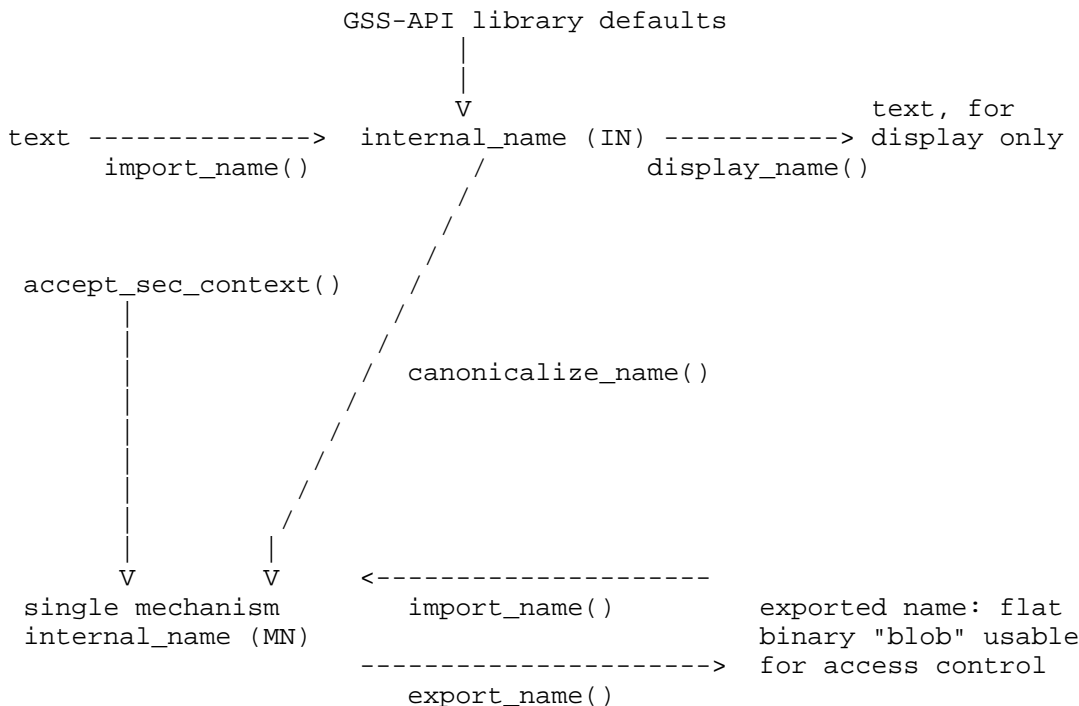 GSS-API library defaults
|
|
V text, for
text --------------> internal_name (IN) -----------> display only
import_name() / display_name()
/
/
/
accept_sec_context() /
| /
| /
| / canonicalize_name()
| /
| /
| /
| /
| /
| |
V V <----------------------
single mechanism import_name() exported name: flat
internal_name (MN) binary "blob" usable
----------------------> for access control
export_name()